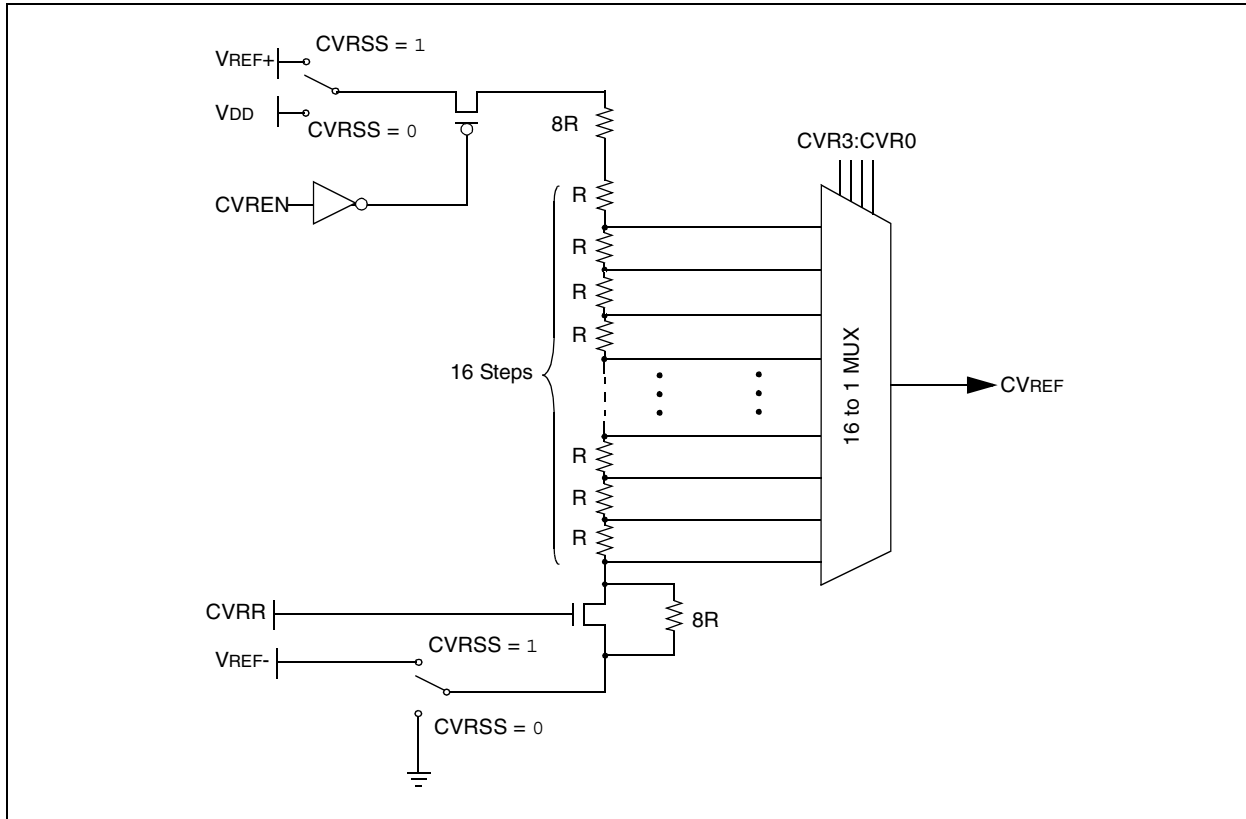 CVRSS = 1
VREF+
VDD
CVRSS = 0
8R
CVR3:CVR0
CVREN
R
R
R
R
16 Steps
16 to 1 MUX
CVREF
R
R
R
CVRR
8R
CVRSS = 1
VREF-
CVRSS = 0